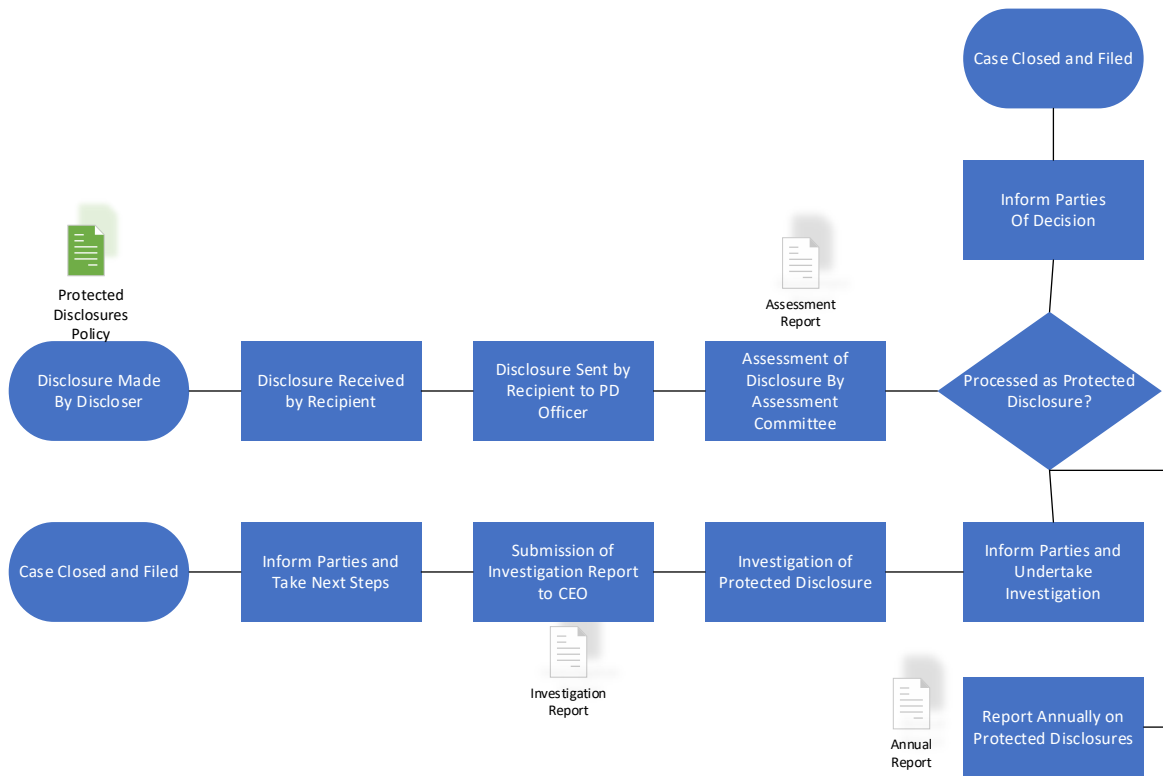 Case Closed and Filed
Inform Parties
Of Decision
Protected
Disclosures
Policy
Assessment
Report
Disclosure Made
By Discloser
Disclosure Received
by Recipient
Disclosure Sent by
Recipient to PD
Officer
Assessment of
Disclosure By
Assessment
Committee
Processed as Protected
Disclosure?
Case Closed and Filed
Inform Parties and
Take Next Steps
Submission of
Investigation Report
to CEO
Investigation of
Protected Disclosure
Inform Parties and
Undertake
Investigation
Investigation
Report
Annual
Report
Report Annually on
Protected Disclosures